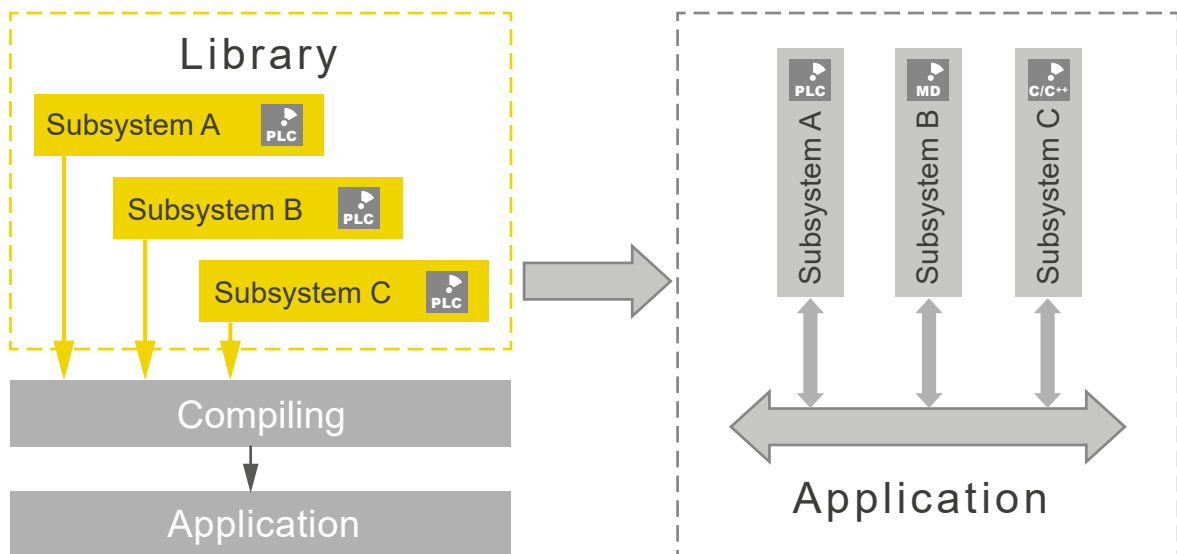 Library
Subsystem A
PLC
Subsystem B
PLC
Subsystem C
PLC
Compiling
Application
PLC
Subsystem A
MD
Subsystem B
C/C++
Subsystem C
Application